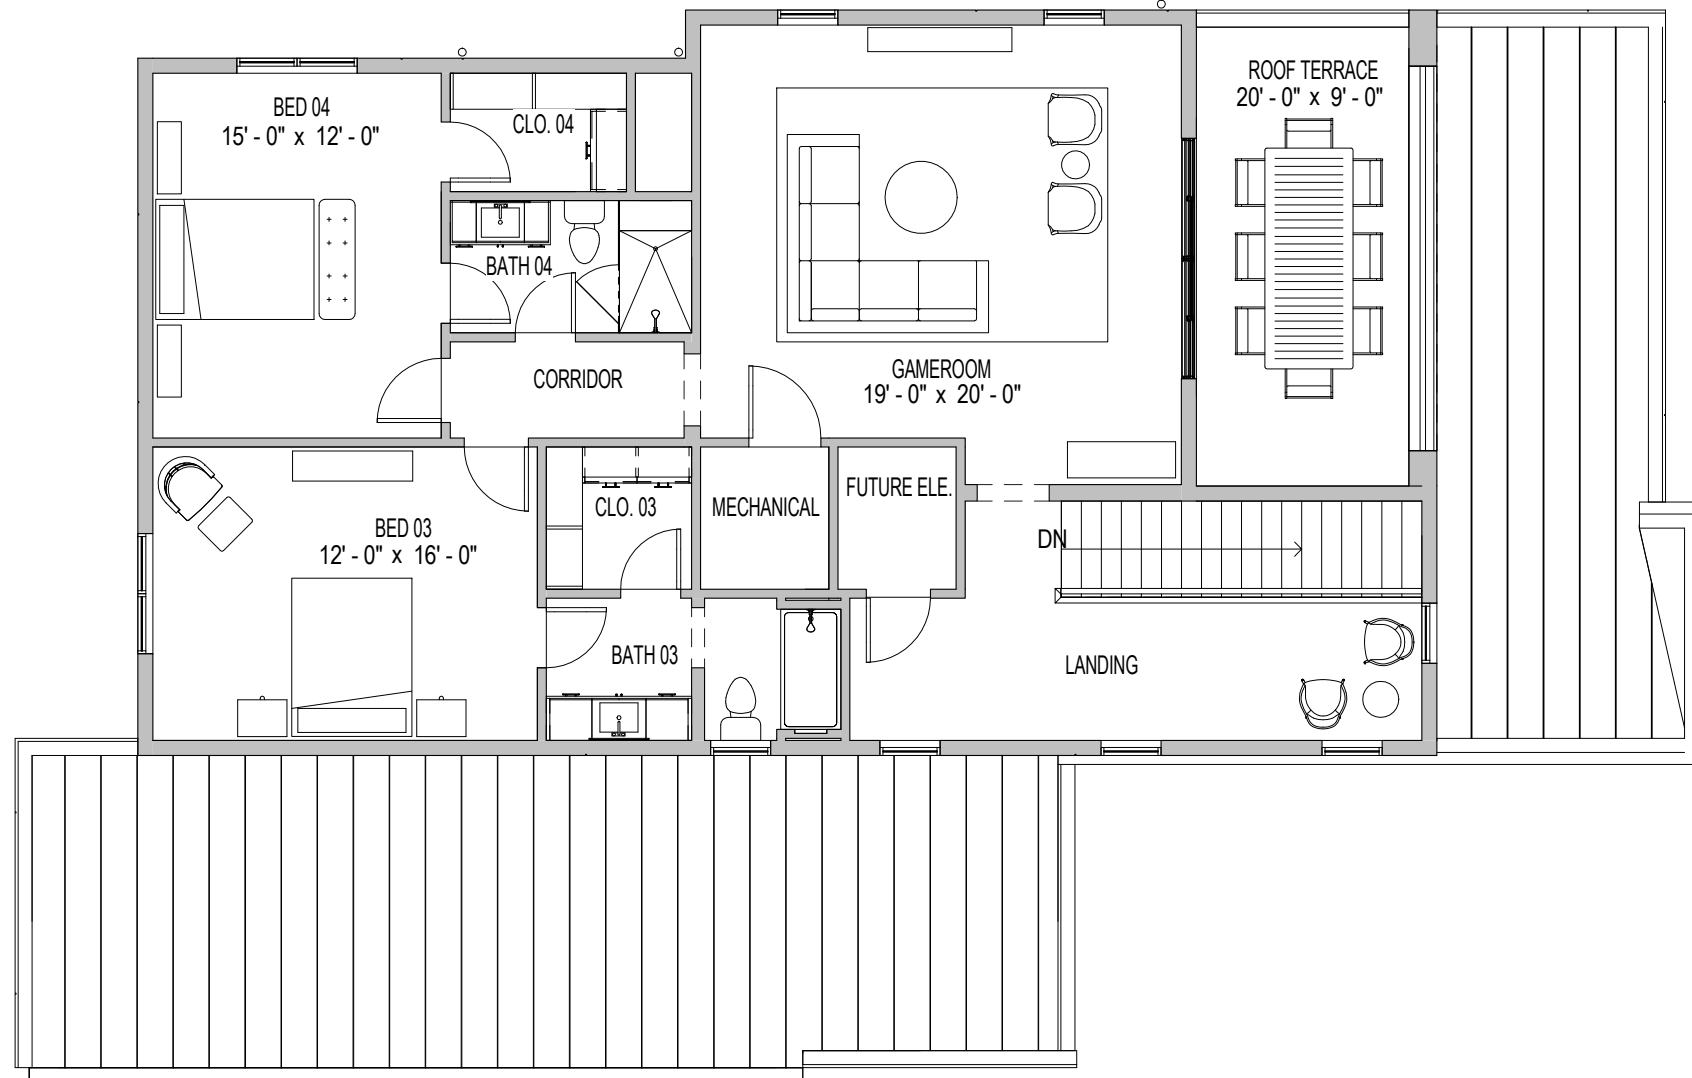 ROOF TERRACE
20' - 0" x 9' - 0"
BED 04
15' - 0" x 12' - 0"
CLO. 04
BATH 04
CORRIDOR
GAMEROOM
19' - 0" x 20' - 0"
BED 03
12' - 0" x 16' - 0"
CLO. 03
MECHANICAL
FUTURE ELE.
DN
BATH 03
LANDING